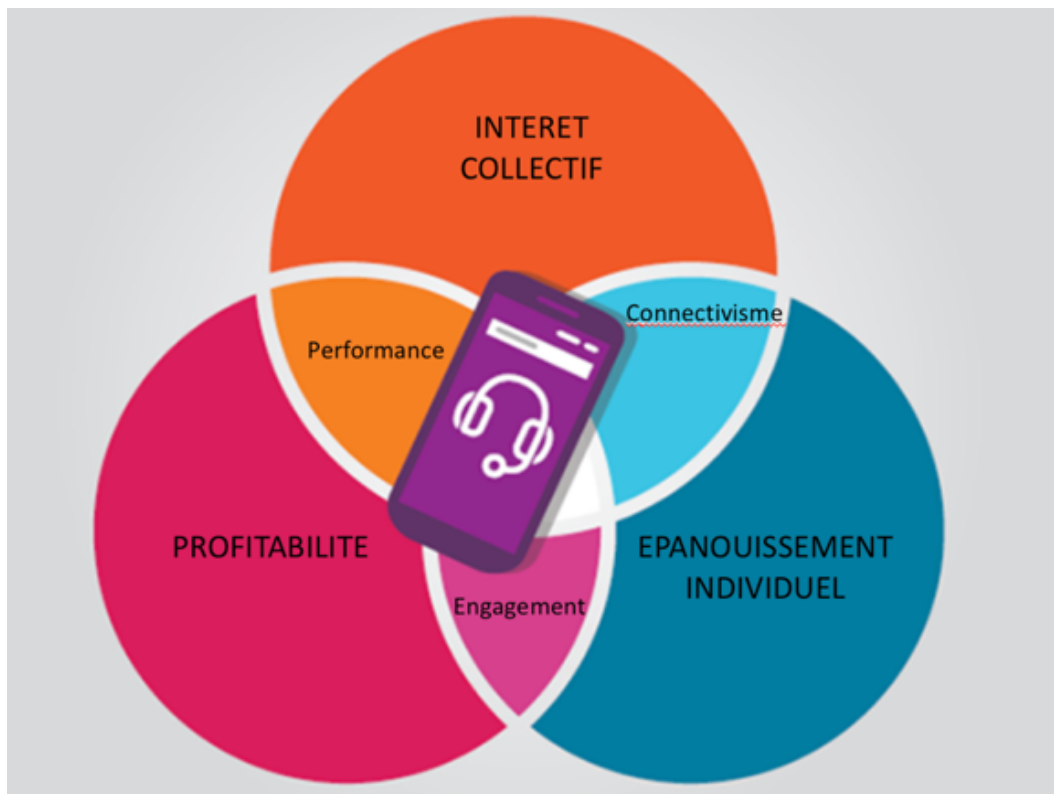 INTERET
COLLECTIF
Connectivisme
Performance
PROFITABILITE
EPANOUISSEMENT
INDIVIDUEL
Engagement